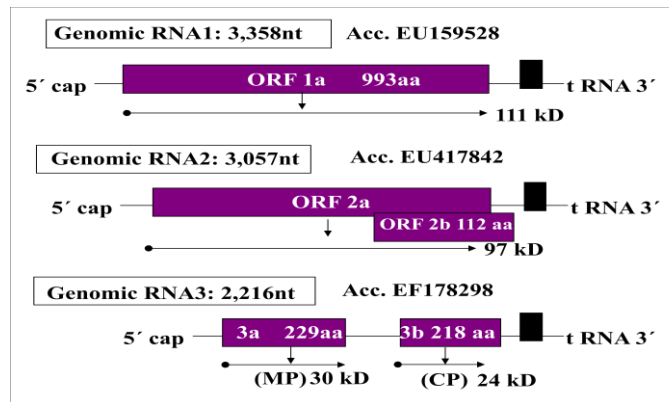 Genomic RNA1: 3,358nt Acc. EU159528
5´ cap ORF 1a 993aa t RNA 3´
111 kD
Genomic RNA2: 3,057nt Acc. EU417842
5´ cap ORF 2a t RNA 3´
ORF 2b 112 aa
97 kD
Genomic RNA3: 2,216nt Acc. EF178298
5´ cap 3a 229aa 3b 218 aa t RNA 3´
(MP) 30 kD (CP) 24 kD